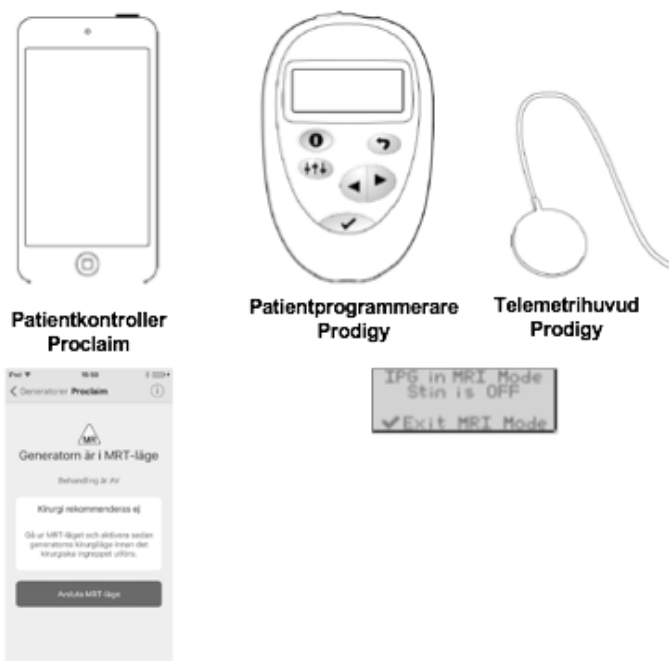 Patientkontroller
Proclaim
Patientprogrammerare
Prodigy
Telemetrihuvud
Prodigy
iPod
Generatorer Proclaim
MR
Generatorn är i MRT-läge
Behandling är AV
Kirurgi rekommenderas ej
Gå ur MRT-läget och aktivera sedan
generatorns kirurgiläge innan det
kirurgiska ingreppet utförs.
Avsluta MRT-läge
IPG in MRI Mode
Stim is OFF
Exit MRI Mode